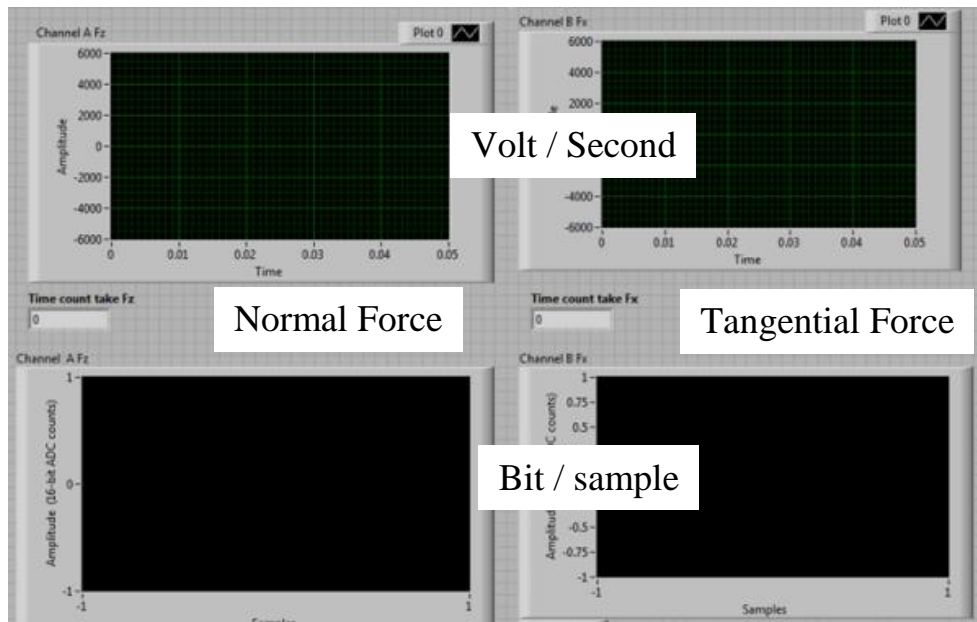 Channel A Fz
Plot 0
6000
4000
2000
0
-2000
-4000
-6000
Amplitude
0 0.01 0.02 0.03 0.04 0.05
Time
Channel B Fx
Plot 0
6000
4000
2000
-4000
-6000
0 0.01 0.02 0.03 0.04 0.05
Time
Volt / Second
Time count take Fz
0
Normal Force
Time count take Fx
0
Tangential Force
Channel A Fz
1
0
-1
Amplitude (16-bit ADC counts)
-1 1
Samples
Channel B Fx
1
0.75
0.5
-0.5
-0.75
-1
-1 1
Samples
Bit / sample